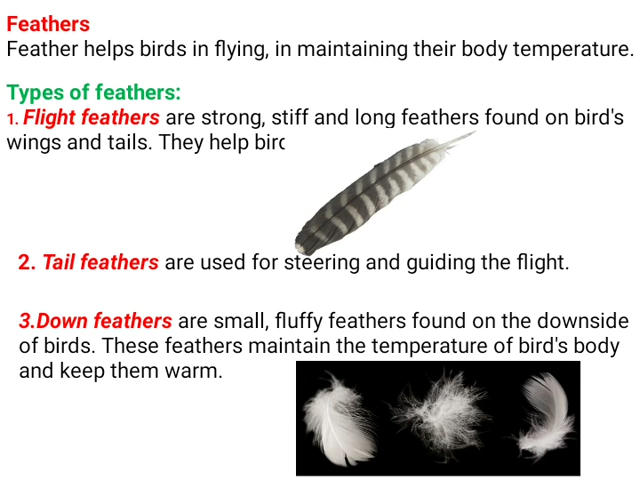 Feathers
Feather helps birds in flying, in maintaining their body temperature.
Types of feathers:
1. Flight feathers are strong, stiff and long feathers found on bird's
wings and tails. They help
2. Tail feathers are used for steering and guiding the flight.
3.Down feathers are small, fluffy feathers found on the downside
of birds. These feathers maintain the temperature of bird's body
and keep them warm.